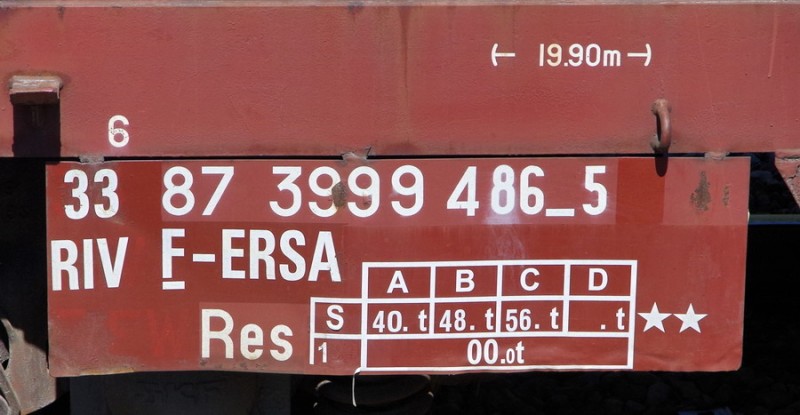 19.90m
6
33 87 3999 486_5
RIV F-ERSA
Res
A B C D
S 40. t 48. t 56. t . t ★★
1 00.0t